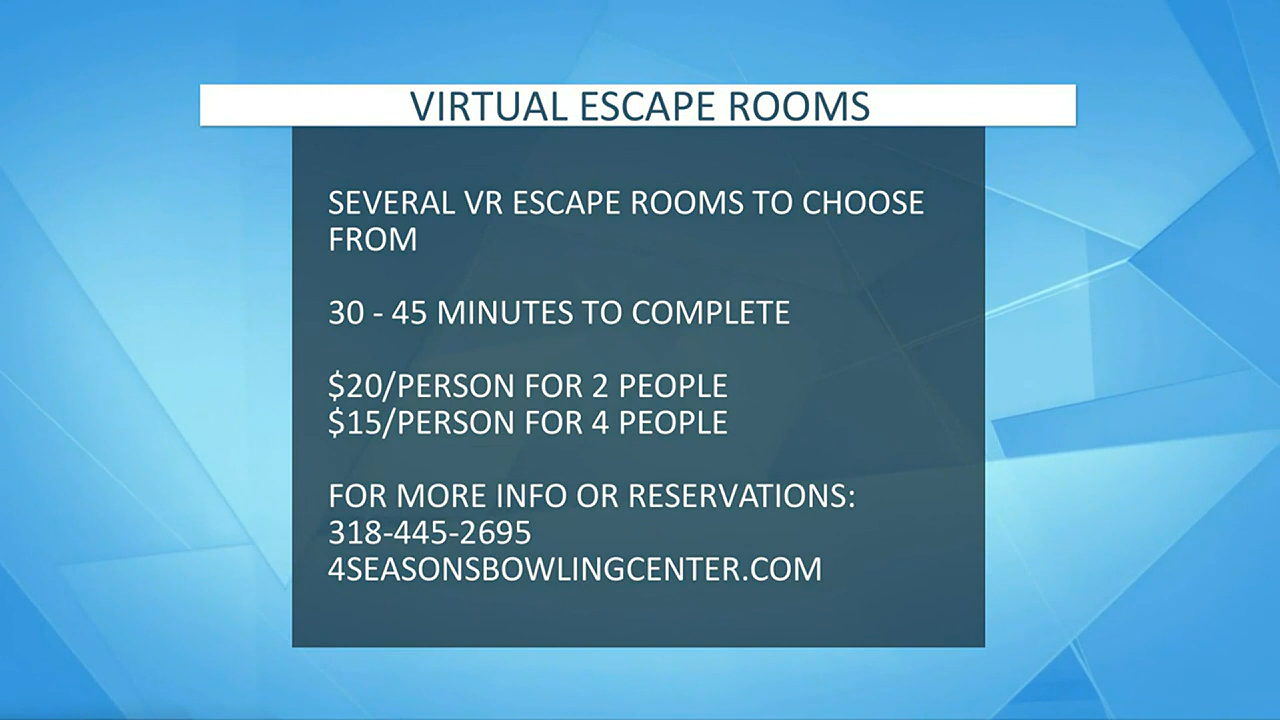 VIRTUAL ESCAPE ROOMS
SEVERAL VR ESCAPE ROOMS TO CHOOSE
FROM
30 - 45 MINUTES TO COMPLETE
$20/PERSON FOR 2 PEOPLE
$15/PERSON FOR 4 PEOPLE
FOR MORE INFO OR RESERVATIONS:
318-445-2695
4SEASONSBOWLINGCENTER.COM